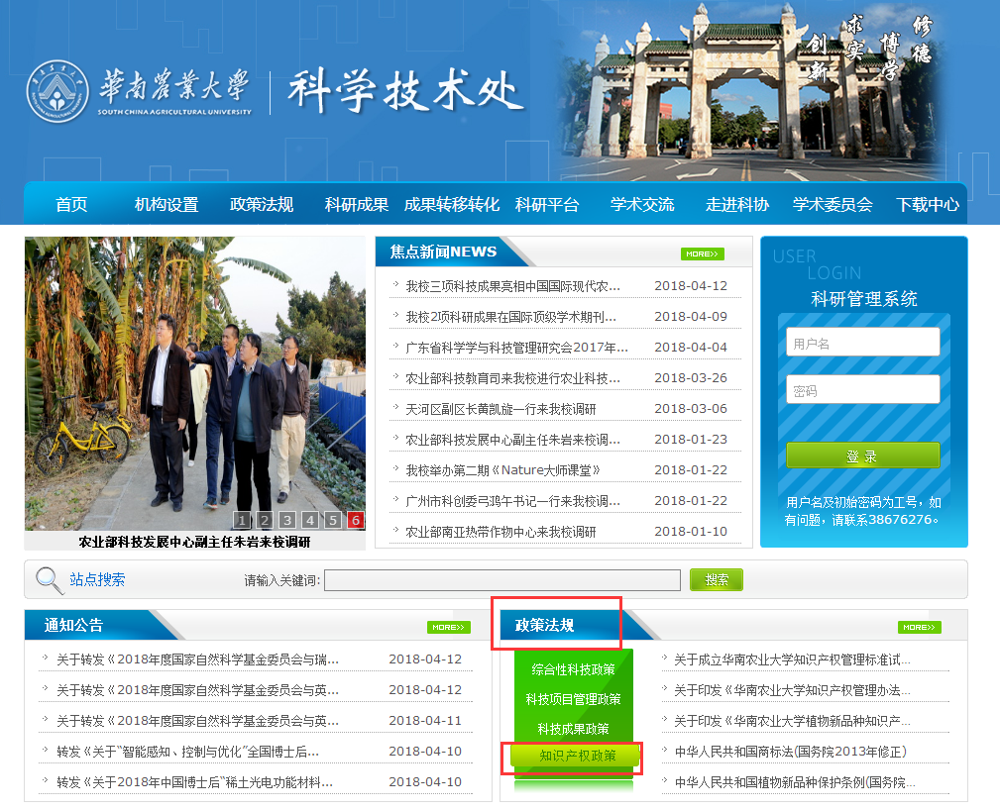 修德
博学
求实
创新
華南農業大學
SOUTH CHINA AGRICULTURAL UNIVERSITY
科学技术处
首页 机构设置 政策法规 科研成果 成果转移转化 科研平台 学术交流 走进科协 学术委员会 下载中心
1 2 3 4 5 6
农业部科技发展中心副主任朱岩来校调研
焦点新闻NEWS MORE>>
我校三项科技成果亮相中国国际现代农... 2018-04-12
我校2项科研成果在国际顶级学术期刊... 2018-04-09
广东省科学学与科技管理研究会2017年... 2018-04-04
农业部科技教育司来我校进行农业科技... 2018-03-26
天河区副区长黄凯旋一行来我校调研 2018-03-06
农业部科技发展中心副主任朱岩来校调... 2018-01-23
我校举办第二期《Nature大师课堂》 2018-01-22
广州市科创委弓鸿午书记一行来我校调... 2018-01-22
农业部南亚热带作物中心来我校调研 2018-01-10
USER
LOGIN
科研管理系统
用户名
密码
登 录
用户名及初始密码为工号，如
有问题，请联系38676276。
站点搜索 请输入关键词: 搜索
通知公告 MORE>>
关于转发《2018年度国家自然科学基金委员会与瑞... 2018-04-12
关于转发《2018年度国家自然科学基金委员会与英... 2018-04-12
关于转发《2018年度国家自然科学基金委员会与英... 2018-04-11
转发《关于“智能感知、控制与优化”全国博士后... 2018-04-10
转发《关于2018年中国博士后“稀土光电功能材料... 2018-04-10
政策法规 MORE>>
综合性科技政策
科技项目管理政策
科技成果政策
知识产权政策
关于成立华南农业大学知识产权管理标准试...
关于印发《华南农业大学知识产权管理办法...
关于印发《华南农业大学植物新品种知识产...
中华人民共和国商标法(国务院2013年修正)
中华人民共和国植物新品种保护条例(国务院...